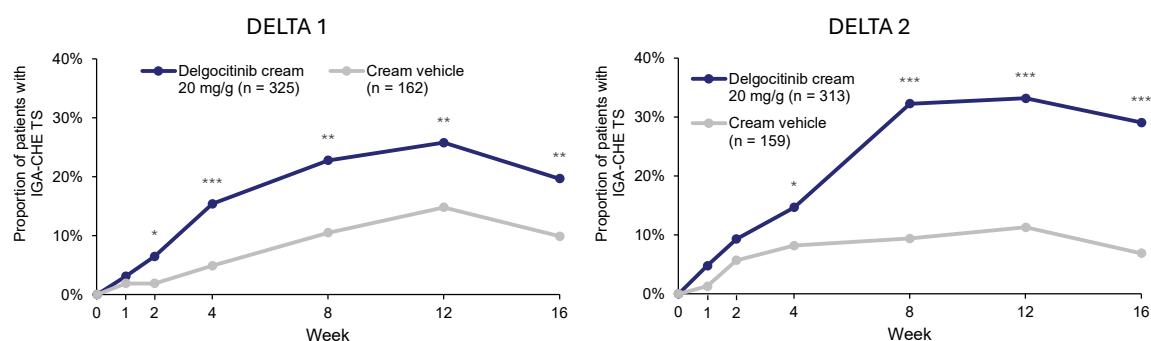 DELTA 1
Proportion of patients with
IGA-CHE TS
40%
30%
20%
10%
0%
Delgocitinib cream
20 mg/g (n = 325)
Cream vehicle
(n = 162)
*
***
**
**
**
0 1 2 4 8 12 16
Week
DELTA 2
Proportion of patients with
IGA-CHE TS
40%
30%
20%
10%
0%
Delgocitinib cream
20 mg/g (n = 313)
Cream vehicle
(n = 159)
*
***
***
***
0 1 2 4 8 12 16
Week